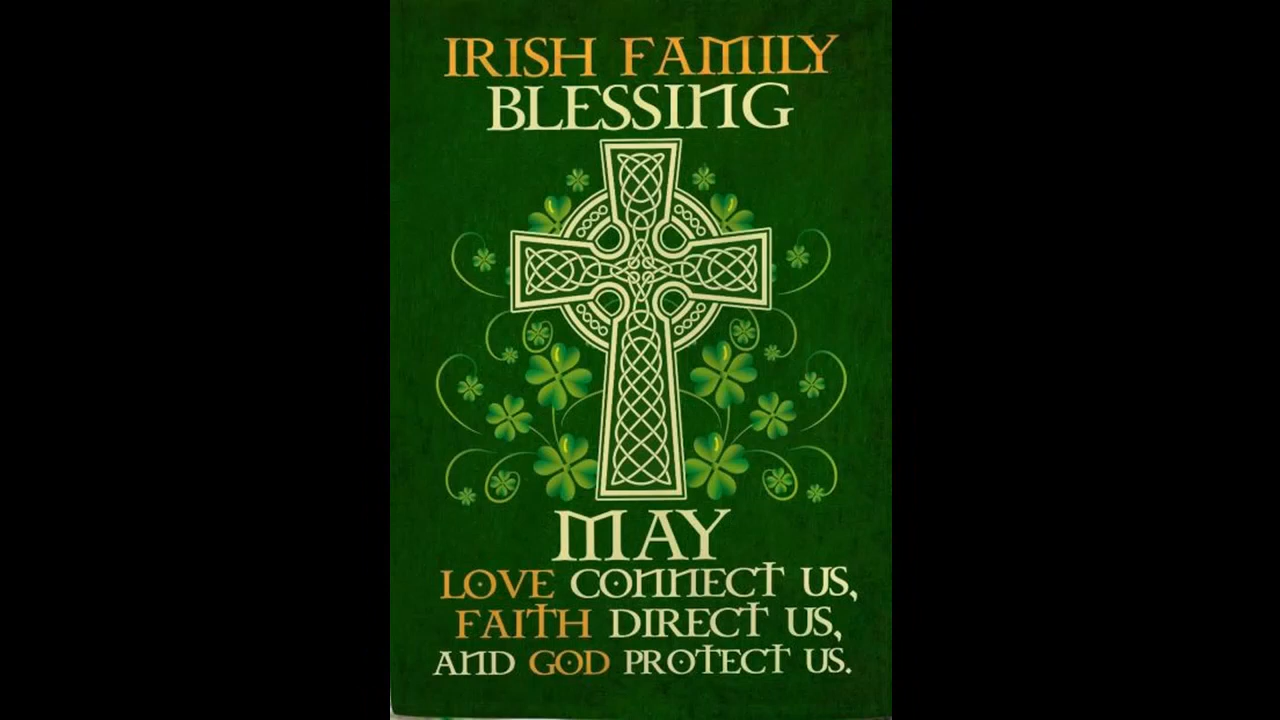 IRISH FAMILY
BLESSING
MAY
LOVE CONNECT US,
FAITH DIRECT US,
AND GOD PROTECT US.